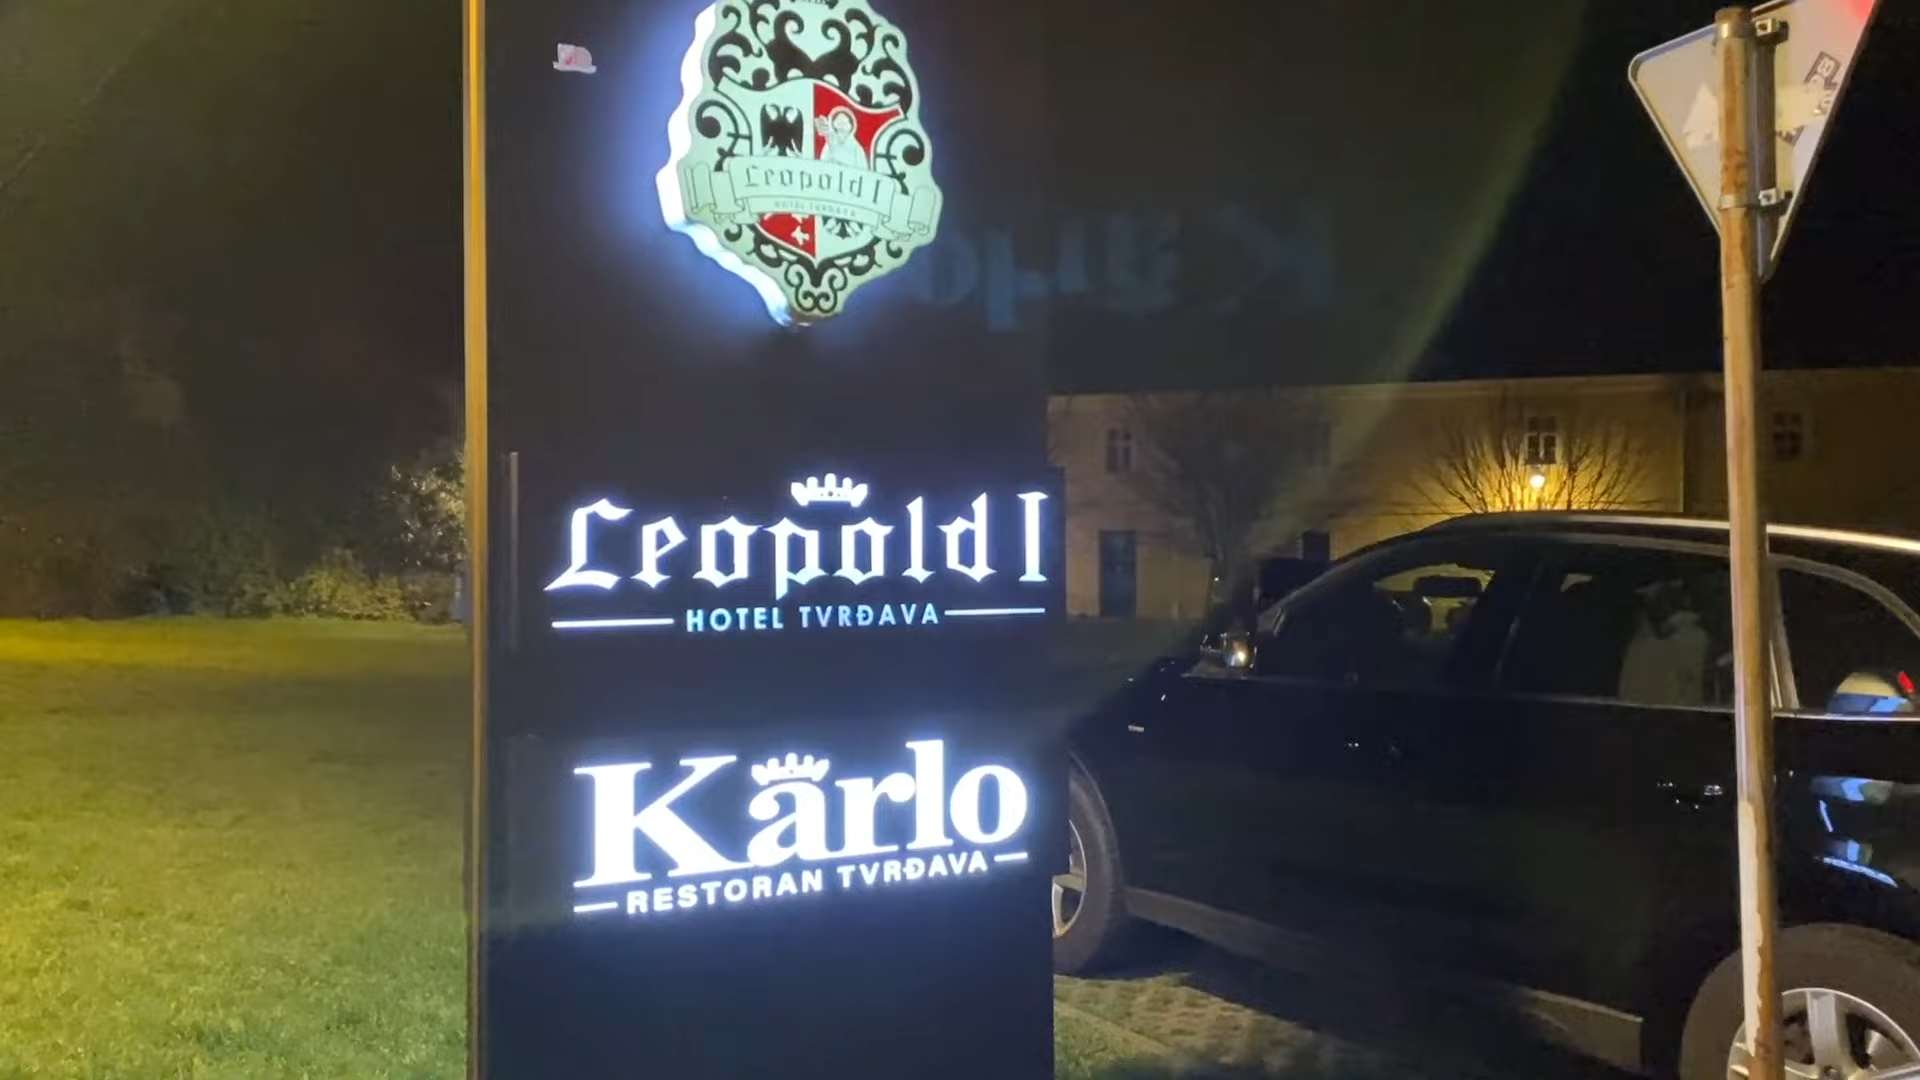 Leopold I
HOTEL TVRĐAVA
Leopold I
HOTEL TVRĐAVA
Karlo
RESTORAN TVRĐAVA